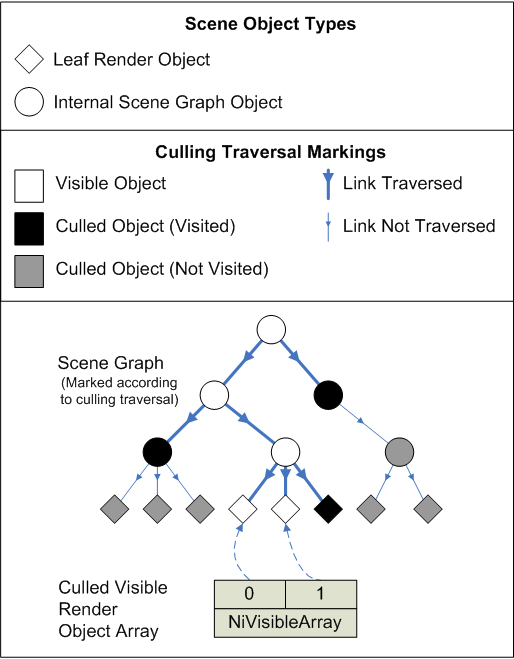 Scene Object Types
Leaf Render Object
Internal Scene Graph Object
Culling Traversal Markings
Visible Object
Link Traversed
Culled Object (Visited)
Link Not Traversed
Culled Object (Not Visited)
Scene Graph
(Marked according
to culling traversal)
Culled Visible
Render
Object Array
0
1
NiVisibleArray